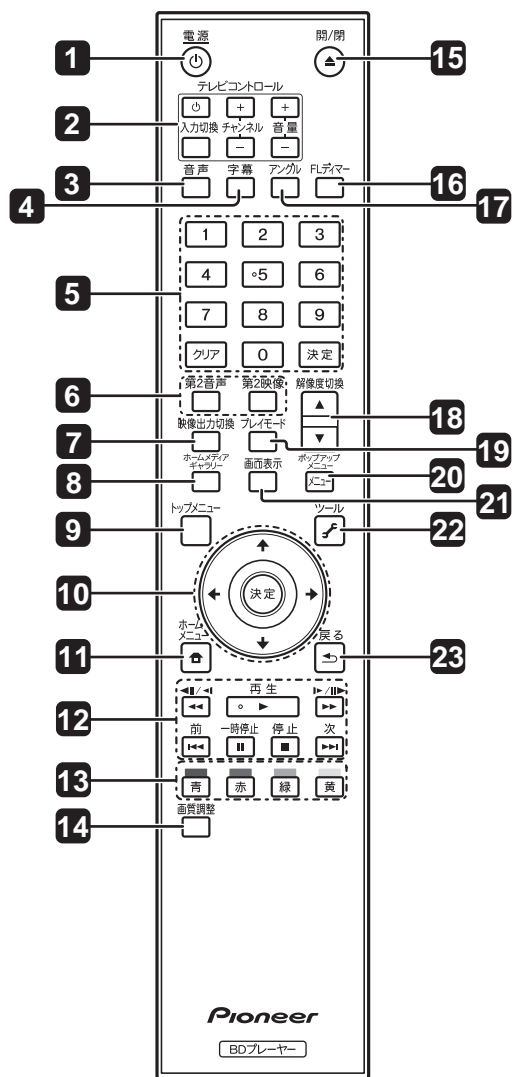 電源
開/閉
1
15
テレビコントロール
2
+
+
入力切換 チャンネル 音量
−
−
音声
字幕
アングル
FLディマー
3
4
16
17
1
2
3
4
5
6
5
7
8
9
クリア
0
決定
第2音声
第2映像
解像度切換
6
18
映像出力切換
プレイモード
7
19
ホームメディア
ギャラリー
画面表示
ポップアップ
メニュー
メニュー
8
20
21
トップメニュー
ツール
9
22
10
決定
ホーム
メニュー
戻る
11
23
再生
12
前
一時停止
停止
次
13
青
赤
緑
黄
画質調整
14
Pioneer
BDプレーヤー